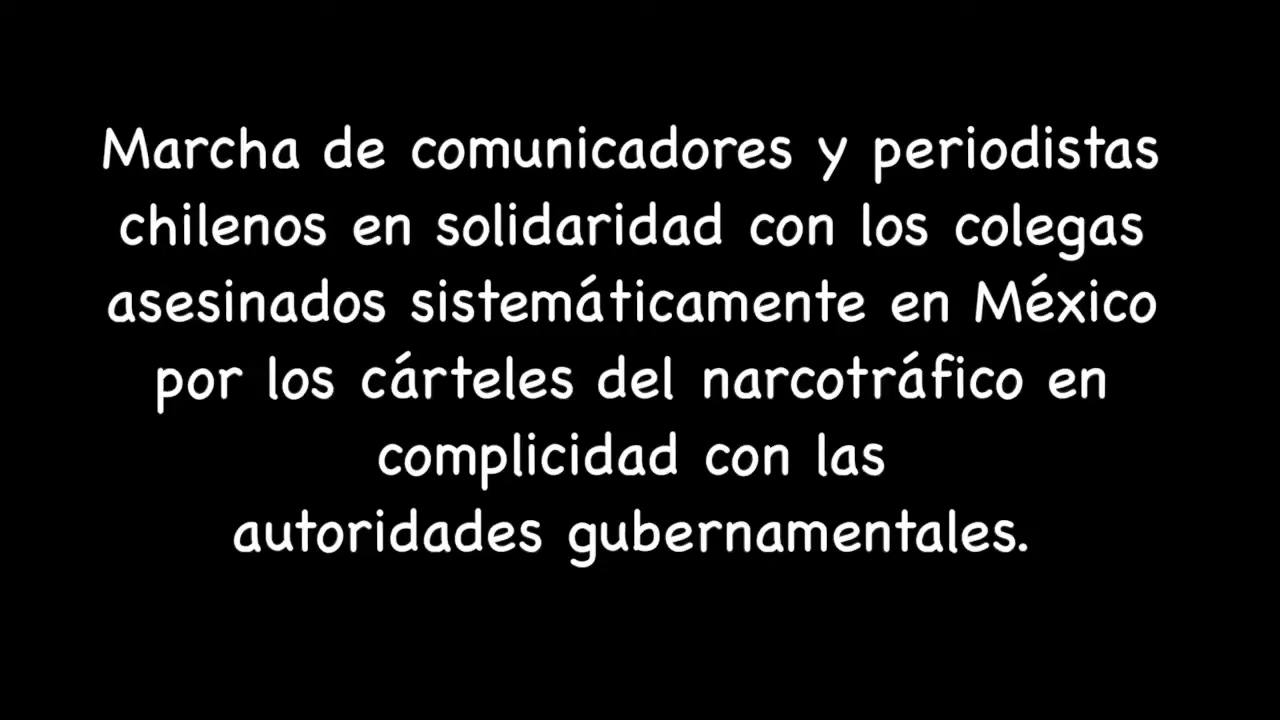 Marcha de comunicadores y periodistas
chilenos en solidaridad con los colegas
asesinados sistemáticamente en México
por los cárteles del narcotráfico en
complicidad con las
autoridades gubernamentales.